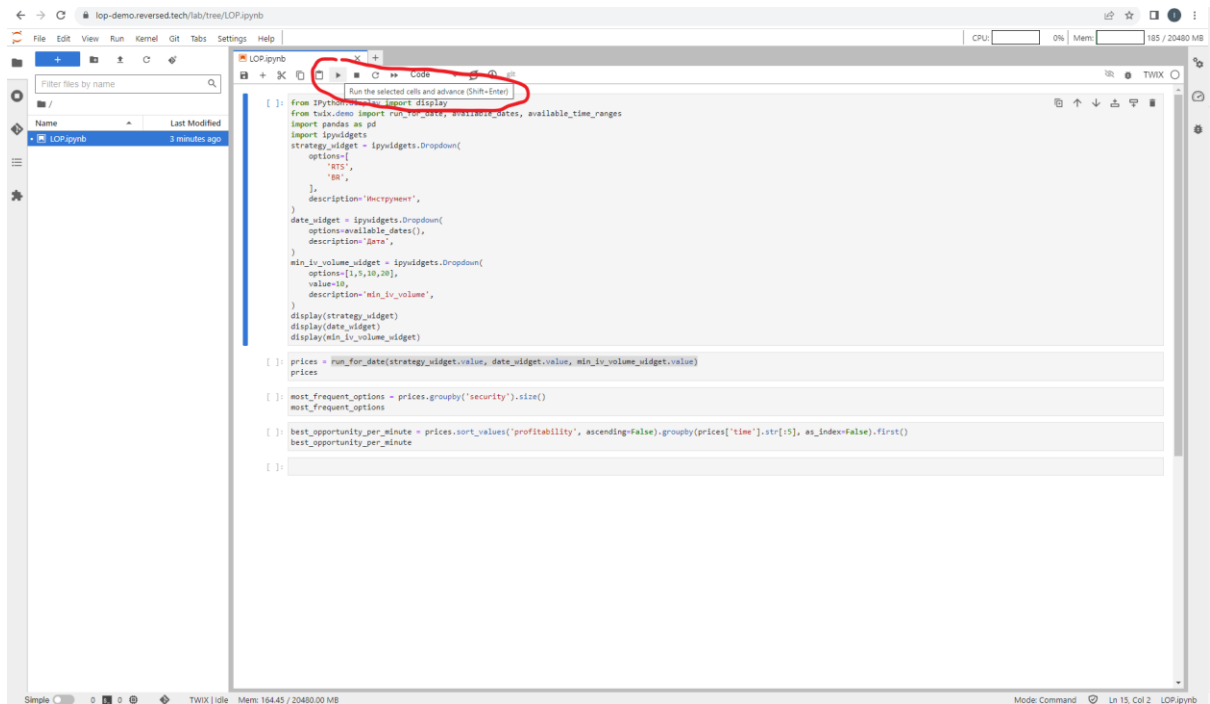 lop-demo.reversed.tech/lab/tree/LOP.ipynb
File Edit View Run Kernel Git Tabs Settings Help
CPU: 0% Mem: 185 / 20480 MB
LOP.ipynb
Code
TWIX
Run the selected cells and advance (Shift+Enter)
Filter files by name
/
Name Last Modified
LOP.ipynb 3 minutes ago
[ ]: from IPython.display import display
from twix.demo import run_for_date, available_dates, available_time_ranges
import pandas as pd
import ipywidgets
strategy_widget = ipywidgets.Dropdown(
options=[
'RTS',
'BR',
],
description='Инструмент',
)
date_widget = ipywidgets.Dropdown(
options=available_dates(),
description='Дата',
)
min_iv_volume_widget = ipywidgets.Dropdown(
options=[1,5,10,20],
value=10,
description='min_iv_volume',
)
display(strategy_widget)
display(date_widget)
display(min_iv_volume_widget)
[ ]: prices = run_for_date(strategy_widget.value, date_widget.value, min_iv_volume_widget.value)
prices
[ ]: most_frequent_options = prices.groupby('security').size()
most_frequent_options
[ ]: best_opportunity_per_minute = prices.sort_values('profitability', ascending=False).groupby(prices['time'].str[:5], as_index=False).first()
best_opportunity_per_minute
[ ]:
Simple 0 0 TWIX | Idle Mem: 164.45 / 20480.00 MB Mode: Command Ln 15, Col 2 LOP.ipynb